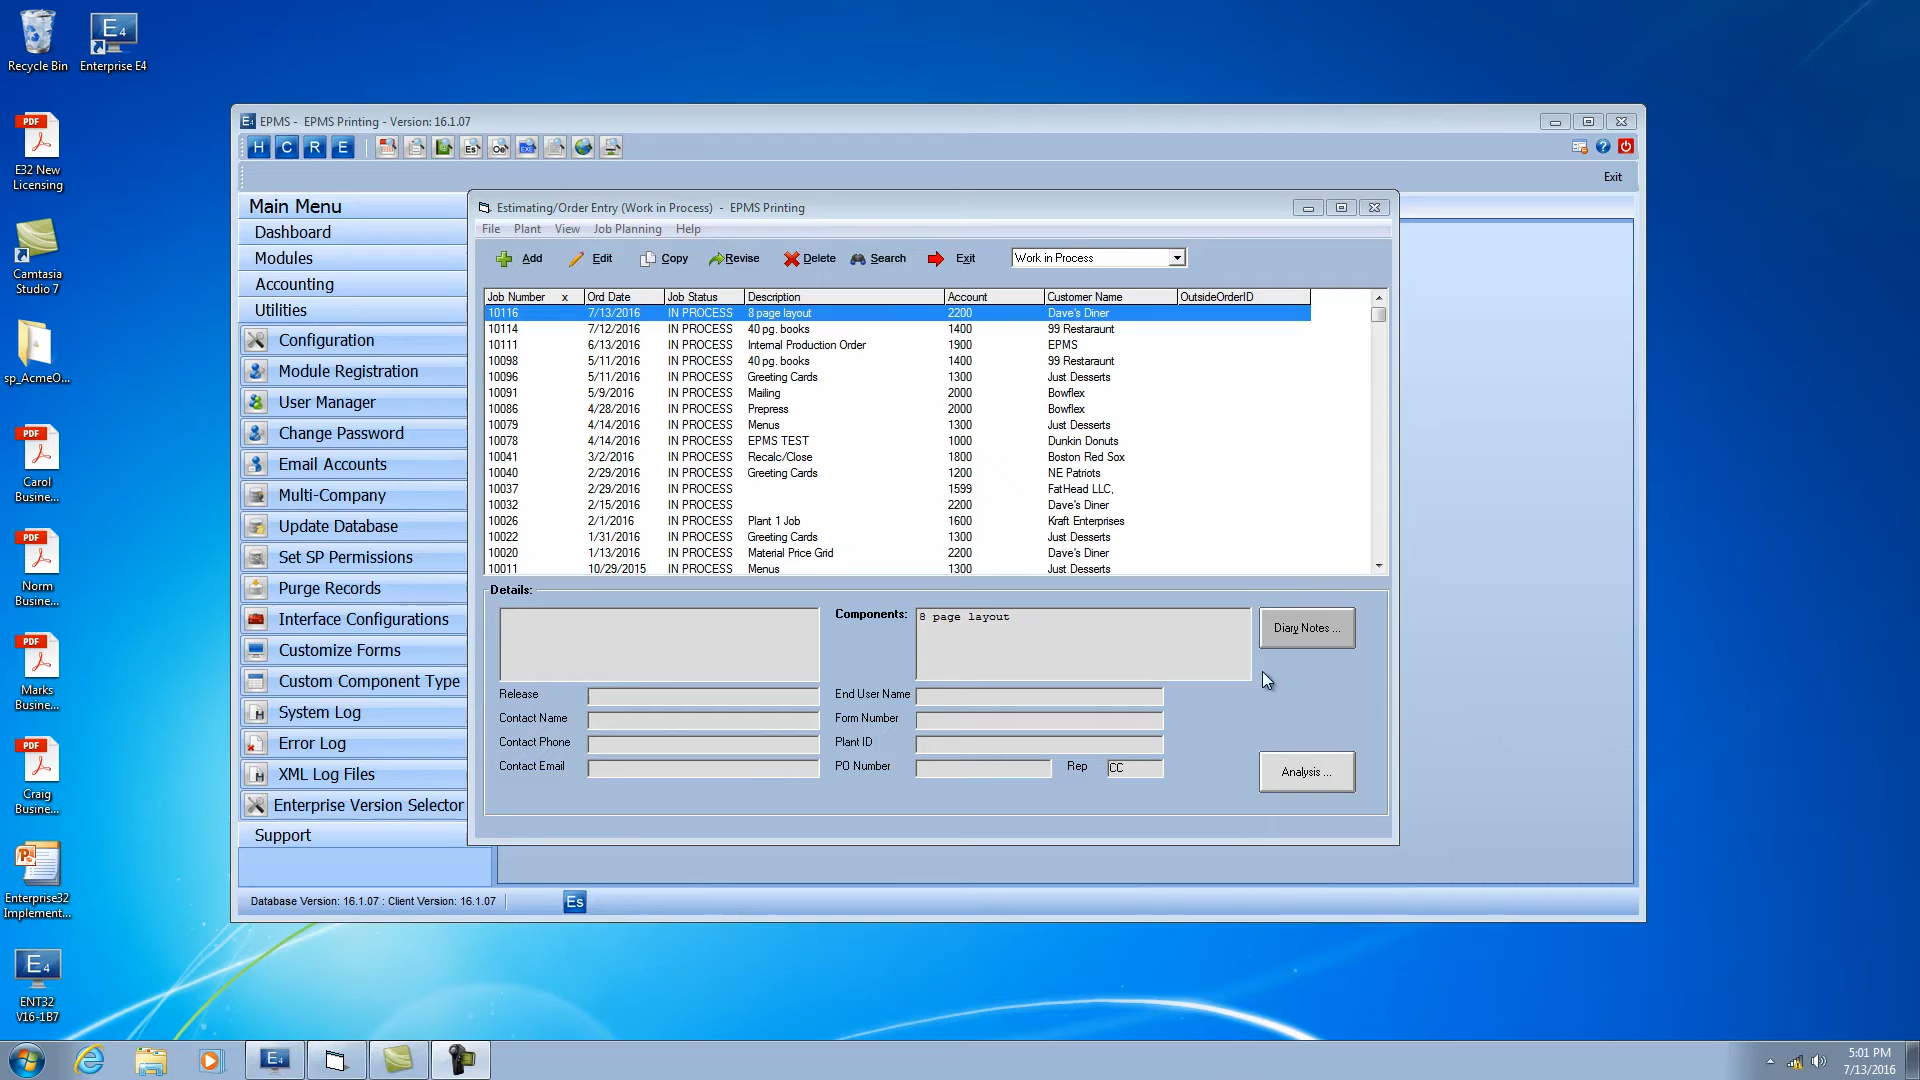 Recycle Bin
Enterprise E4
E32 New
Licensing
Camtasia
Studio 7
sp_AcmeO...
Carol
Busine...
Norm
Busine...
Marks
Busine...
Craig
Busine...
Enterprise32
Implement...
ENT32
V16-1B7
EPMS - EPMS Printing - Version: 16.1.07
H C R E
Exit
Main Menu
Dashboard
Modules
Accounting
Utilities
Configuration
Module Registration
User Manager
Change Password
Email Accounts
Multi-Company
Update Database
Set SP Permissions
Purge Records
Interface Configurations
Customize Forms
Custom Component Type
System Log
Error Log
XML Log Files
Enterprise Version Selector
Support
Estimating/Order Entry (Work in Process) - EPMS Printing
File Plant View Job Planning Help
Add Edit Copy Revise Delete Search Exit Work in Process
Job Number x Ord Date Job Status Description Account Customer Name OutsideOrderID
10116 7/13/2016 IN PROCESS 8 page layout 2200 Dave's Diner
10114 7/12/2016 IN PROCESS 40 pg. books 1400 99 Restaraunt
10111 6/13/2016 IN PROCESS Internal Production Order 1900 EPMS
10098 5/11/2016 IN PROCESS 40 pg. books 1400 99 Restaraunt
10096 5/11/2016 IN PROCESS Greeting Cards 1300 Just Desserts
10091 5/9/2016 IN PROCESS Mailing 2000 Bowflex
10086 4/28/2016 IN PROCESS Prepress 2000 Bowflex
10079 4/14/2016 IN PROCESS Menus 1300 Just Desserts
10078 4/14/2016 IN PROCESS EPMS TEST 1000 Dunkin Donuts
10041 3/2/2016 IN PROCESS Recalc/Close 1800 Boston Red Sox
10040 2/29/2016 IN PROCESS Greeting Cards 1200 NE Patriots
10037 2/29/2016 IN PROCESS 1599 FatHead LLC,
10032 2/15/2016 IN PROCESS 2200 Dave's Diner
10026 2/1/2016 IN PROCESS Plant 1 Job 1600 Kraft Enterprises
10022 1/31/2016 IN PROCESS Greeting Cards 1300 Just Desserts
10020 1/13/2016 IN PROCESS Material Price Grid 2200 Dave's Diner
10011 10/29/2015 IN PROCESS Menus 1300 Just Desserts
Details:
Components: 8 page layout
Diary Notes ...
Release End User Name
Contact Name Form Number
Contact Phone Plant ID
Contact Email PO Number Rep CC
Analysis ...
Database Version: 16.1.07 : Client Version: 16.1.07
Es
5:01 PM
7/13/2016